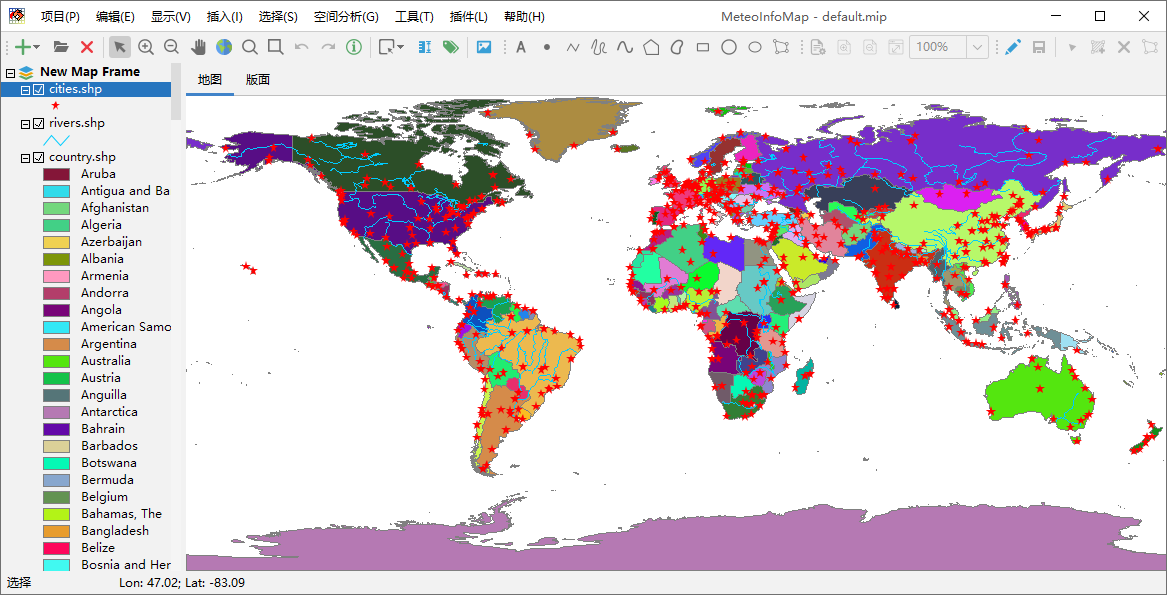 MeteoInfoMap - default.mip
项目(P) 编辑(E) 显示(V) 插入(I) 选择(S) 空间分析(G) 工具(T) 插件(L) 帮助(H)
A 100%
New Map Frame
cities.shp
rivers.shp
country.shp
Aruba
Antigua and Ba
Afghanistan
Algeria
Azerbaijan
Albania
Armenia
Andorra
Angola
American Samo
Argentina
Australia
Austria
Anguilla
Antarctica
Bahrain
Barbados
Botswana
Bermuda
Belgium
Bahamas, The
Bangladesh
Belize
Bosnia and Her
地图 版面
选择 Lon: 47.02; Lat: -83.09